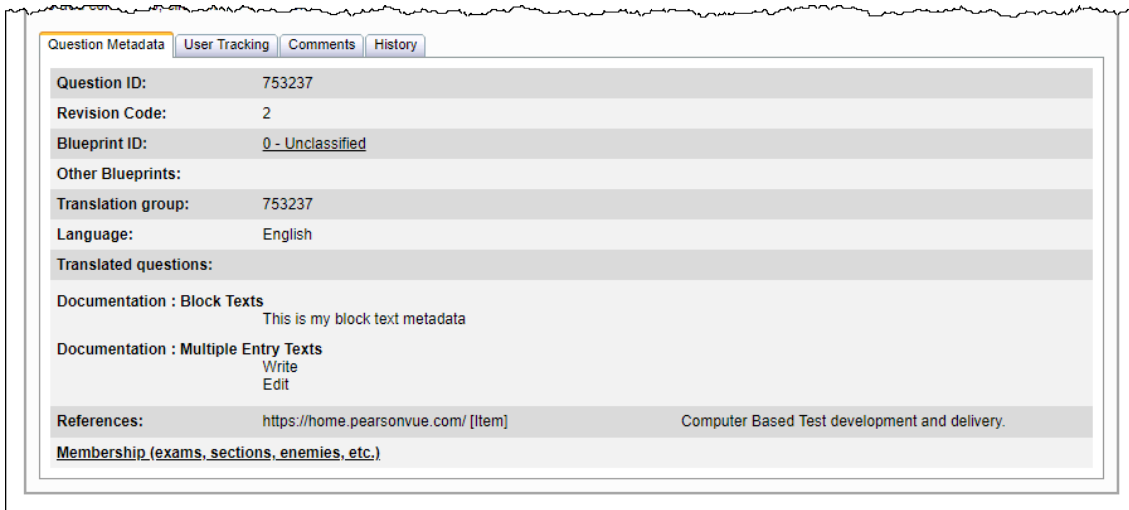 Question Metadata User Tracking Comments History
Question ID: 753237
Revision Code: 2
Blueprint ID: 0 - Unclassified
Other Blueprints:
Translation group: 753237
Language: English
Translated questions:
Documentation : Block Texts
This is my block text metadata
Documentation : Multiple Entry Texts
Write
Edit
References: https://home.pearsonvue.com/ [Item] Computer Based Test development and delivery.
Membership (exams, sections, enemies, etc.)